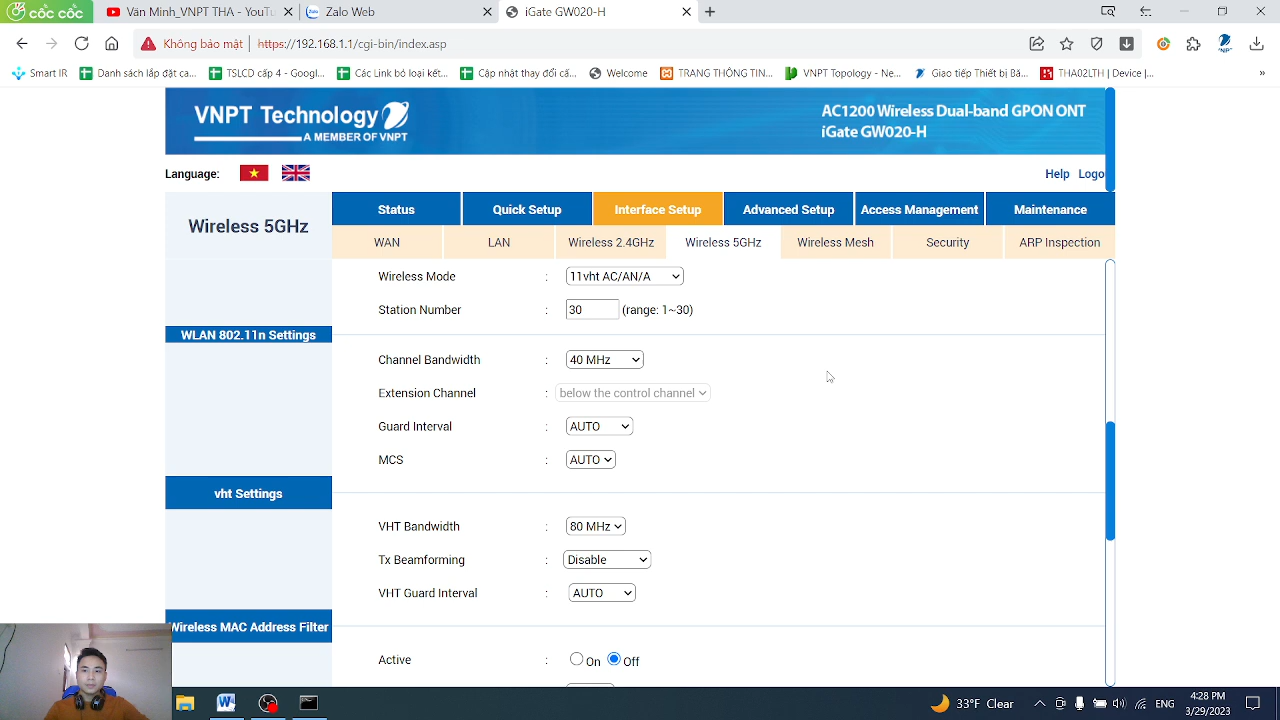 cốc cốc Văn Minh - YouTube Zalo Web iGate GW020-H
Không bảo mật https://192.168.1.1/cgi-bin/index.asp
Smart IR Danh sách lắp đặt cá... TSLCD cấp 4 - Googl... Các Link lỗi loại kết... Cập nhật thay đổi cấ... Welcome TRANG THÔNG TIN... VNPT Topology - Ne... Giao tiếp Thiết bị Bă... THA02LTH | Device |... »
VNPT Technology
A MEMBER OF VNPT
AC1200 Wireless Dual-band GPON ONT
iGate GW020-H
Language: Help Logo
Wireless 5GHz
Status Quick Setup Interface Setup Advanced Setup Access Management Maintenance
WAN LAN Wireless 2.4GHz Wireless 5GHz Wireless Mesh Security ARP Inspection
Wireless Mode : 11vht AC/AN/A
Station Number : 30 (range: 1~30)
WLAN 802.11n Settings
Channel Bandwidth : 40 MHz
Extension Channel : below the control channel
Guard Interval : AUTO
MCS : AUTO
vht Settings
VHT Bandwidth : 80 MHz
Tx Beamforming : Disable
VHT Guard Interval : AUTO
Wireless MAC Address Filter
Active : On Off
33°F Clear ENG 4:28 PM
3/29/2023